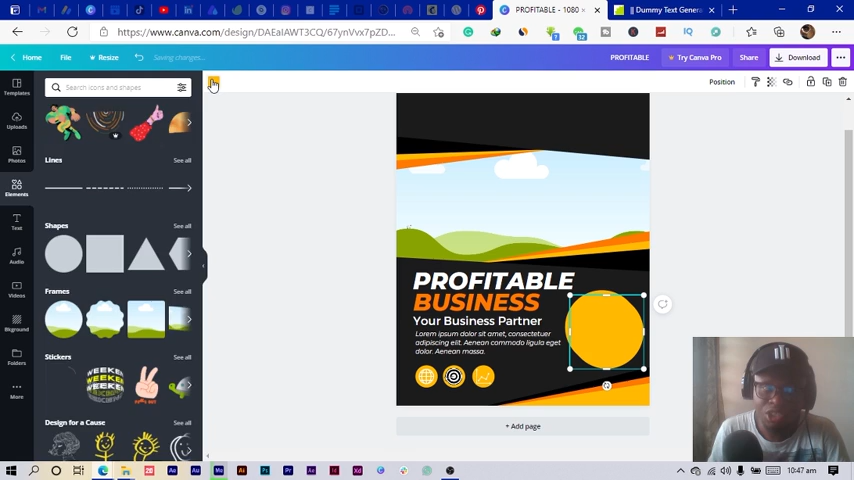 PROFITABLE - 1080 ×
|| Dummy Text Genera
https://www.canva.com/design/DAEaIAWT3CQ/67ynVvx7pZD...
Home
File
Resize
Saving changes...
PROFITABLE
Try Canva Pro
Share
Download
Templates
Search icons and shapes
Position
Uploads
Photos
Lines
See all
Elements
Text
Shapes
See all
Audio
Videos
Frames
See all
Bkground
Stickers
See all
Folders
WEEKEN
WEEKEN
WEEKEN
More
Design for a Cause
See all
PROFITABLE
BUSINESS
Your Business Partner
Lorem ipsum dolor sit amet, consectetuer
adipiscing elit. Aenean commodo ligula eget
dolor. Aenean massa.
+ Add page
10:47 am